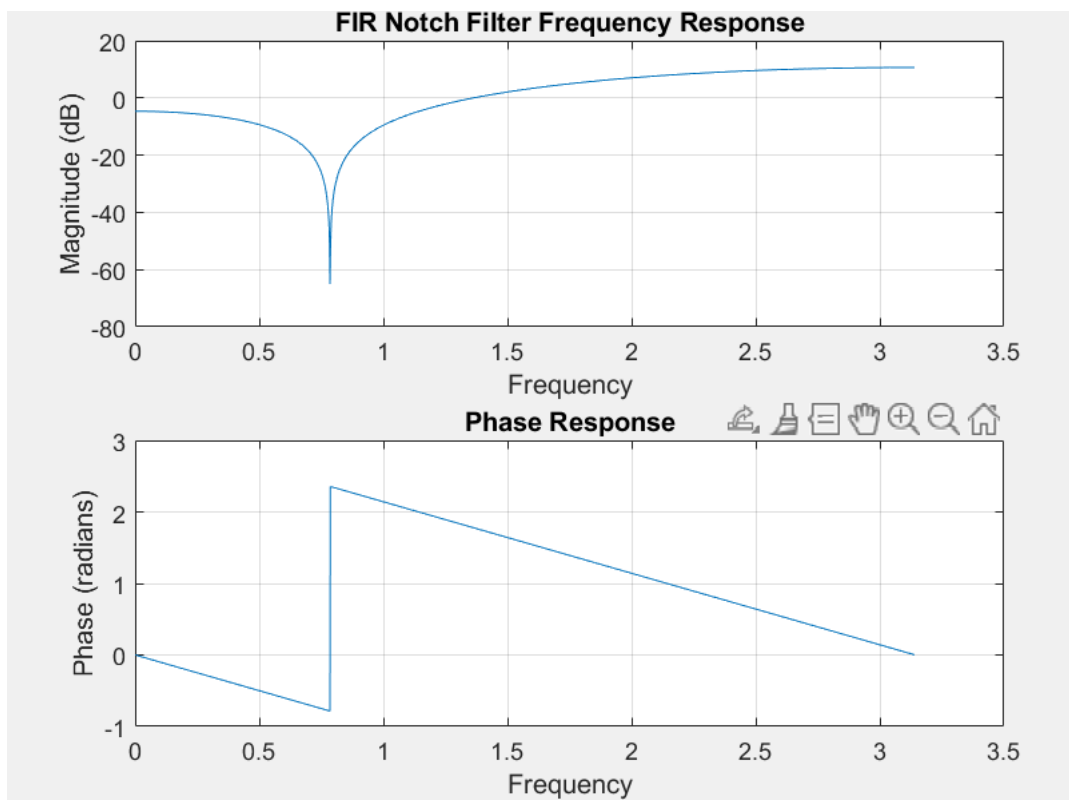 FIR Notch Filter Frequency Response
20
0
-20
-40
-60
-80
Magnitude (dB)
0 0.5 1 1.5 2 2.5 3 3.5
Frequency
Phase Response
3
2
1
0
-1
Phase (radians)
0 0.5 1 1.5 2 2.5 3 3.5
Frequency